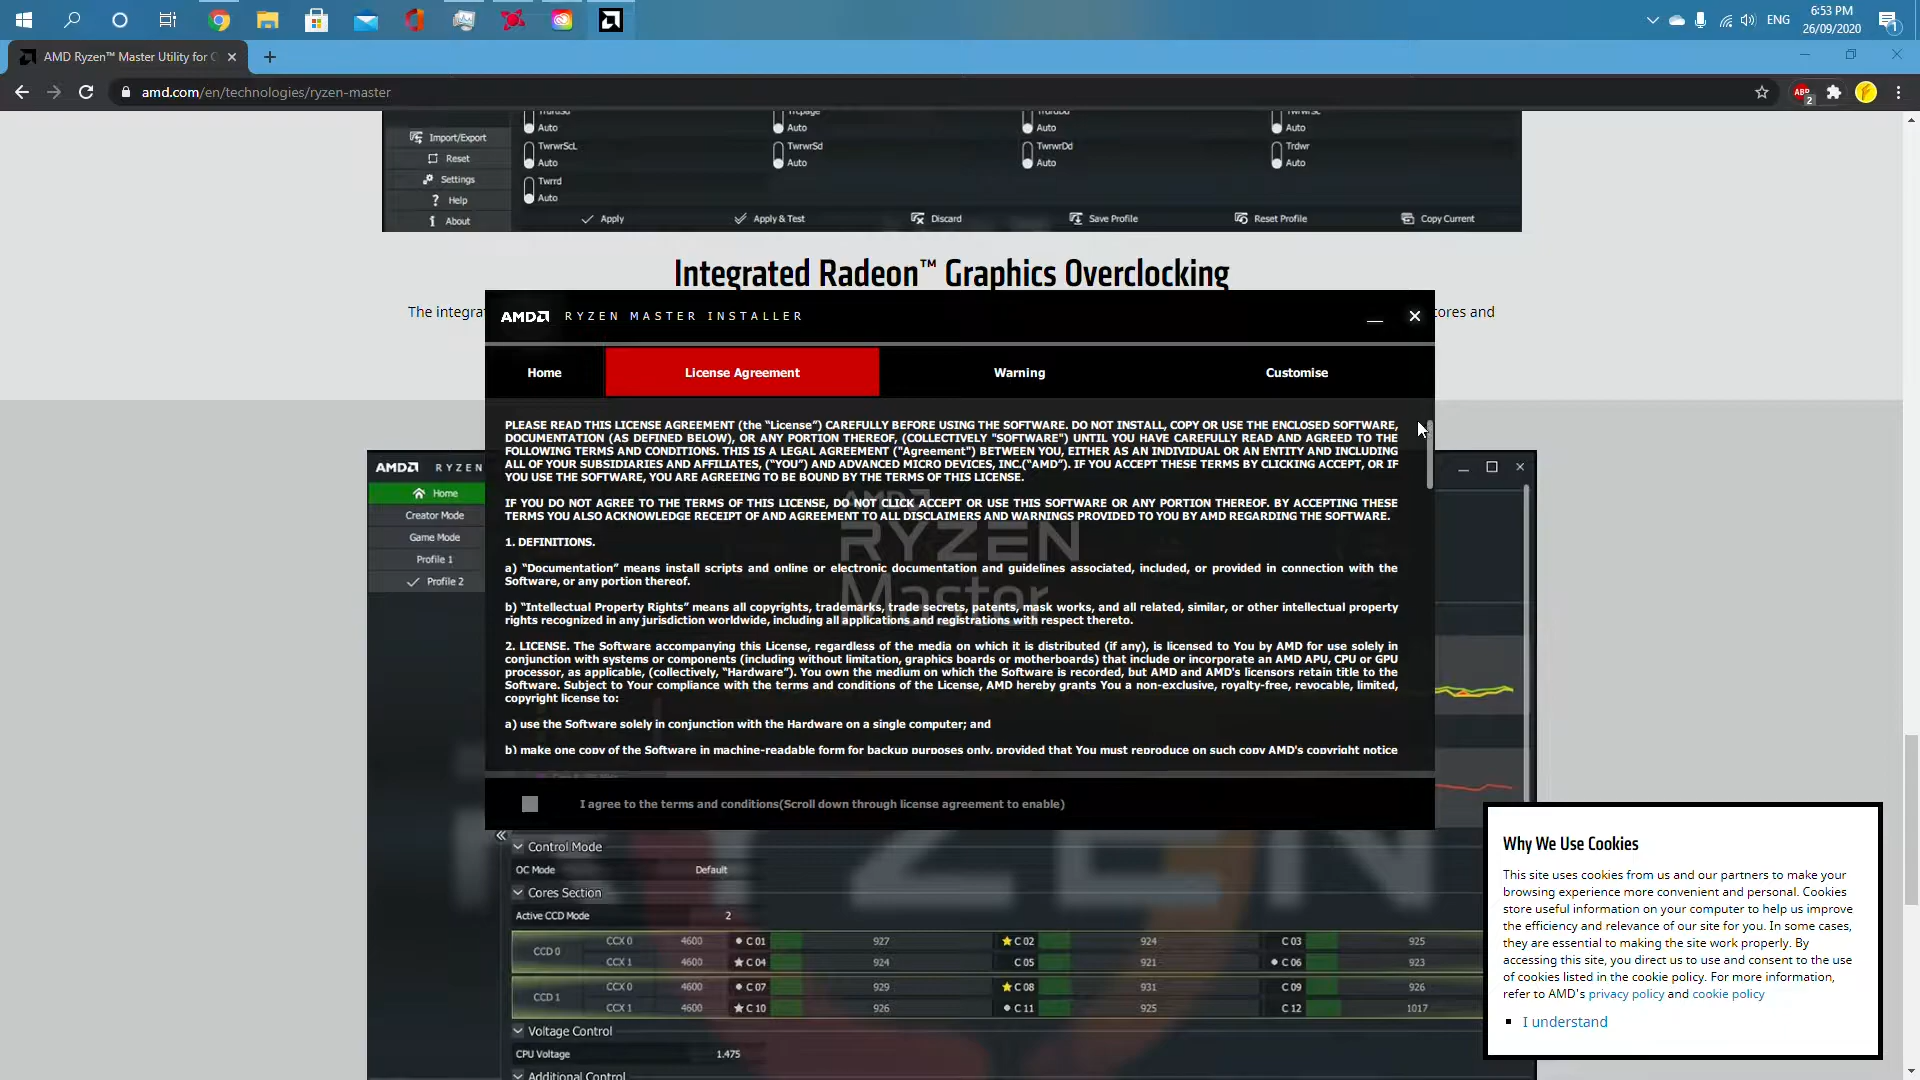 ENG
6:53 PM
26/09/2020
1
AMD Ryzen™ Master Utility for
amd.com/en/technologies/ryzen-master
ABP
2
Auto
Auto
Auto
Auto
Import/Export
Reset
Settings
Help
About
TwrwrScL
Auto
TwrwrSd
Auto
TwrwrDd
Auto
Trdwr
Auto
Twrrd
Auto
Apply
Apply & Test
Discard
Save Profile
Reset Profile
Copy Current
Integrated Radeon™ Graphics Overclocking
The
and
AMD
RYZEN MASTER INSTALLER
Home
License Agreement
Warning
Customise
PLEASE READ THIS LICENSE AGREEMENT (the “License”) CAREFULLY BEFORE USING THE SOFTWARE. DO NOT INSTALL, COPY OR USE THE ENCLOSED SOFTWARE,
DOCUMENTATION (AS DEFINED BELOW), OR ANY PORTION THEREOF, (COLLECTIVELY "SOFTWARE") UNTIL YOU HAVE CAREFULLY READ AND AGREED TO THE
FOLLOWING TERMS AND CONDITIONS. THIS IS A LEGAL AGREEMENT ("Agreement") BETWEEN YOU, EITHER AS AN INDIVIDUAL OR AN ENTITY AND INCLUDING
ALL OF YOUR SUBSIDIARIES AND AFFILIATES, (“YOU”) AND ADVANCED MICRO DEVICES, INC.(“AMD”). IF YOU ACCEPT THESE TERMS BY CLICKING ACCEPT, OR IF
YOU USE THE SOFTWARE, YOU ARE AGREEING TO BE BOUND BY THE TERMS OF THIS LICENSE.
IF YOU DO NOT AGREE TO THE TERMS OF THIS LICENSE, DO NOT CLICK ACCEPT OR USE THIS SOFTWARE OR ANY PORTION THEREOF. BY ACCEPTING THESE
TERMS YOU ALSO ACKNOWLEDGE RECEIPT OF AND AGREEMENT TO ALL DISCLAIMERS AND WARNINGS PROVIDED TO YOU BY AMD REGARDING THE SOFTWARE.
1. DEFINITIONS.
a) “Documentation” means install scripts and online or electronic documentation and guidelines associated, included, or provided in connection with the
Software, or any portion thereof.
b) “Intellectual Property Rights” means all copyrights, trademarks, trade secrets, patents, mask works, and all related, similar, or other intellectual property
rights recognized in any jurisdiction worldwide, including all applications and registrations with respect thereto.
2. LICENSE. The Software accompanying this License, regardless of the media on which it is distributed (if any), is licensed to You by AMD for use solely in
conjunction with systems or components (including without limitation, graphics boards or motherboards) that include or incorporate an AMD APU, CPU or GPU
processor, as applicable, (collectively, “Hardware”). You own the medium on which the Software is recorded, but AMD and AMD's licensors retain title to the
Software. Subject to Your compliance with the terms and conditions of the License, AMD hereby grants You a non-exclusive, royalty-free, revocable, limited,
copyright license to:
a) use the Software solely in conjunction with the Hardware on a single computer; and
b) make one copy of the Software in machine-readable form for backup purposes only, provided that You must reproduce on such copy AMD's copyright notice
AMD
RYZEN
Master
I agree to the terms and conditions(Scroll down through license agreement to enable)
AMD RYZEN
Home
Creator Mode
Game Mode
Profile 1
Profile 2
RYZEN
Control Mode
OC Mode Default
Cores Section
Active CCD Mode 2
CCD 0
CCX 0 4600 C 01 927 C 02 924 C 03 925
CCX 1 4600 C 04 924 C 05 921 C 06 923
CCD 1
CCX 0 4600 C 07 929 C 08 931 C 09 926
CCX 1 4600 C 10 926 C 11 925 C 12 1017
Voltage Control
CPU Voltage 1.475
Additional Control
Why We Use Cookies
This site uses cookies from us and our partners to make your
browsing experience more convenient and personal. Cookies
store useful information on your computer to help us improve
the efficiency and relevance of our site for you. In some cases,
they are essential to making the site work properly. By
accessing this site, you direct us to use and consent to the use
of cookies listed in the cookie policy. For more information,
refer to AMD's privacy policy and cookie policy
I understand